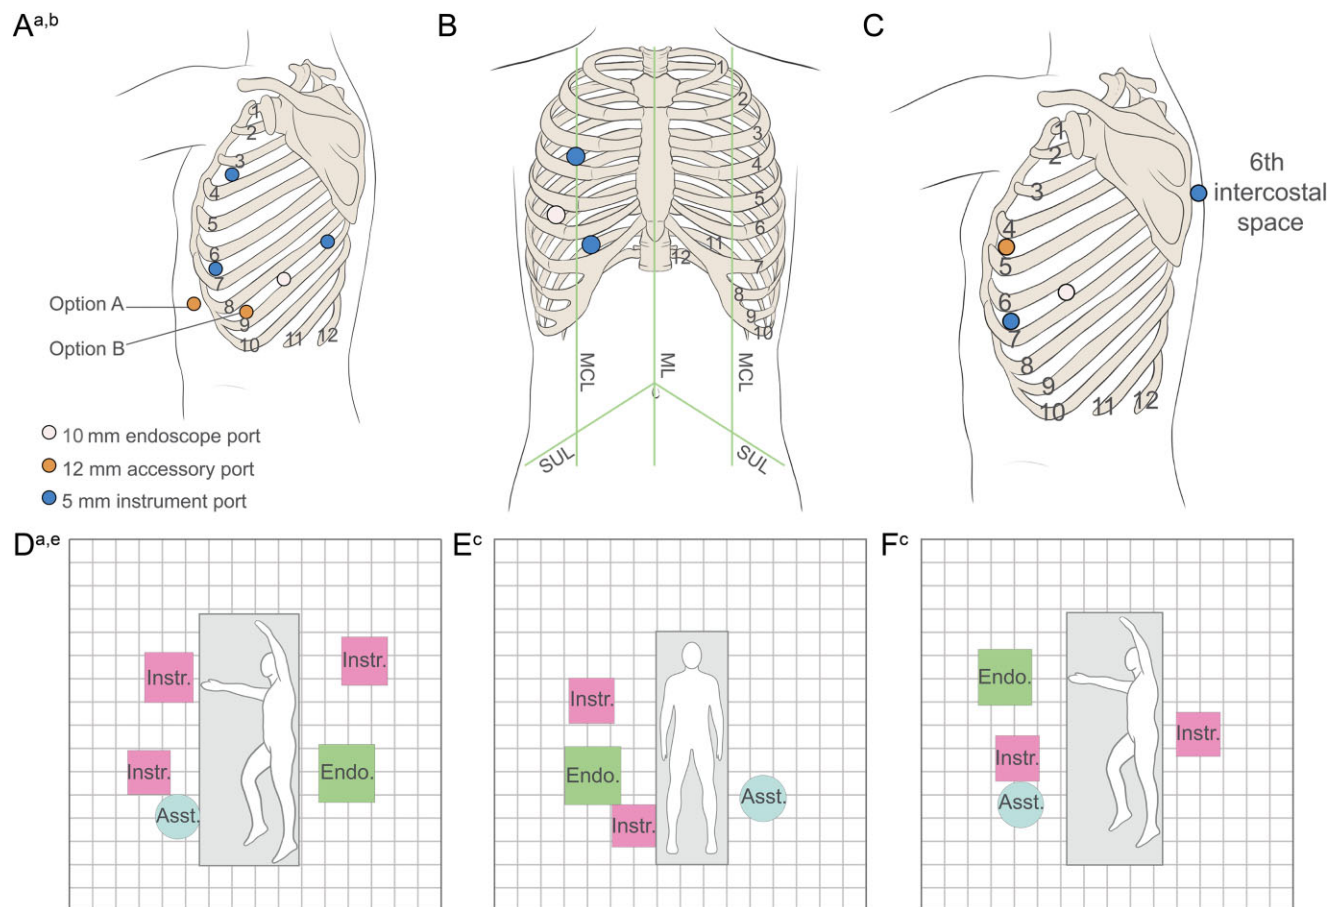 Aa,b
B
C
1
2
3
4
5
6
7
8
9
10
11
12
Option A
Option B
10 mm endoscope port
12 mm accessory port
5 mm instrument port
1
2
3
4
5
6
7
8
9
10
11
12
MCL
ML
MCL
SUL
SUL
1
2
3
4
5
6
7
8
9
10
11
12
6th
intercostal
space
Da,e
Instr.
Instr.
Instr.
Endo.
Asst.
Ec
Instr.
Endo.
Instr.
Asst.
Fc
Endo.
Instr.
Instr.
Asst.